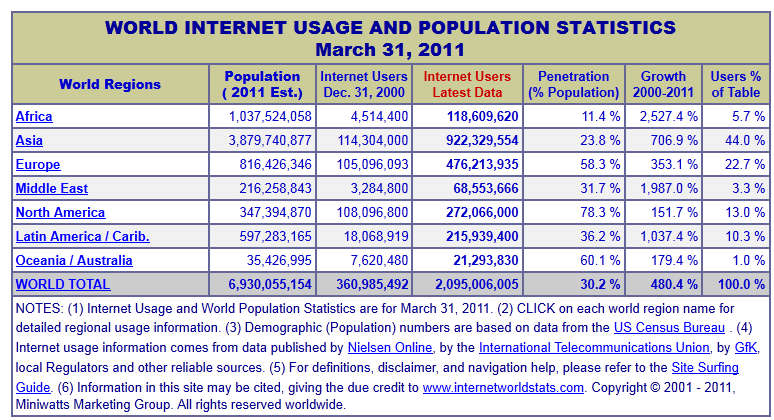 WORLD INTERNET USAGE AND POPULATION STATISTICS
March 31, 2011
World Regions Population ( 2011 Est.) Internet Users Dec. 31, 2000 Internet Users Latest Data Penetration (% Population) Growth 2000-2011 Users % of Table
Africa 1,037,524,058 4,514,400 118,609,620 11.4 % 2,527.4 % 5.7 %
Asia 3,879,740,877 114,304,000 922,329,554 23.8 % 706.9 % 44.0 %
Europe 816,426,346 105,096,093 476,213,935 58.3 % 353.1 % 22.7 %
Middle East 216,258,843 3,284,800 68,553,666 31.7 % 1,987.0 % 3.3 %
North America 347,394,870 108,096,800 272,066,000 78.3 % 151.7 % 13.0 %
Latin America / Carib. 597,283,165 18,068,919 215,939,400 36.2 % 1,037.4 % 10.3 %
Oceania / Australia 35,426,995 7,620,480 21,293,830 60.1 % 179.4 % 1.0 %
WORLD TOTAL 6,930,055,154 360,985,492 2,095,006,005 30.2 % 480.4 % 100.0 %
NOTES: (1) Internet Usage and World Population Statistics are for March 31, 2011. (2) CLICK on each world region name for
detailed regional usage information. (3) Demographic (Population) numbers are based on data from the US Census Bureau . (4)
Internet usage information comes from data published by Nielsen Online, by the International Telecommunications Union, by GfK,
local Regulators and other reliable sources. (5) For definitions, disclaimer, and navigation help, please refer to the Site Surfing
Guide. (6) Information in this site may be cited, giving the due credit to www.internetworldstats.com. Copyright © 2001 - 2011,
Miniwatts Marketing Group. All rights reserved worldwide.